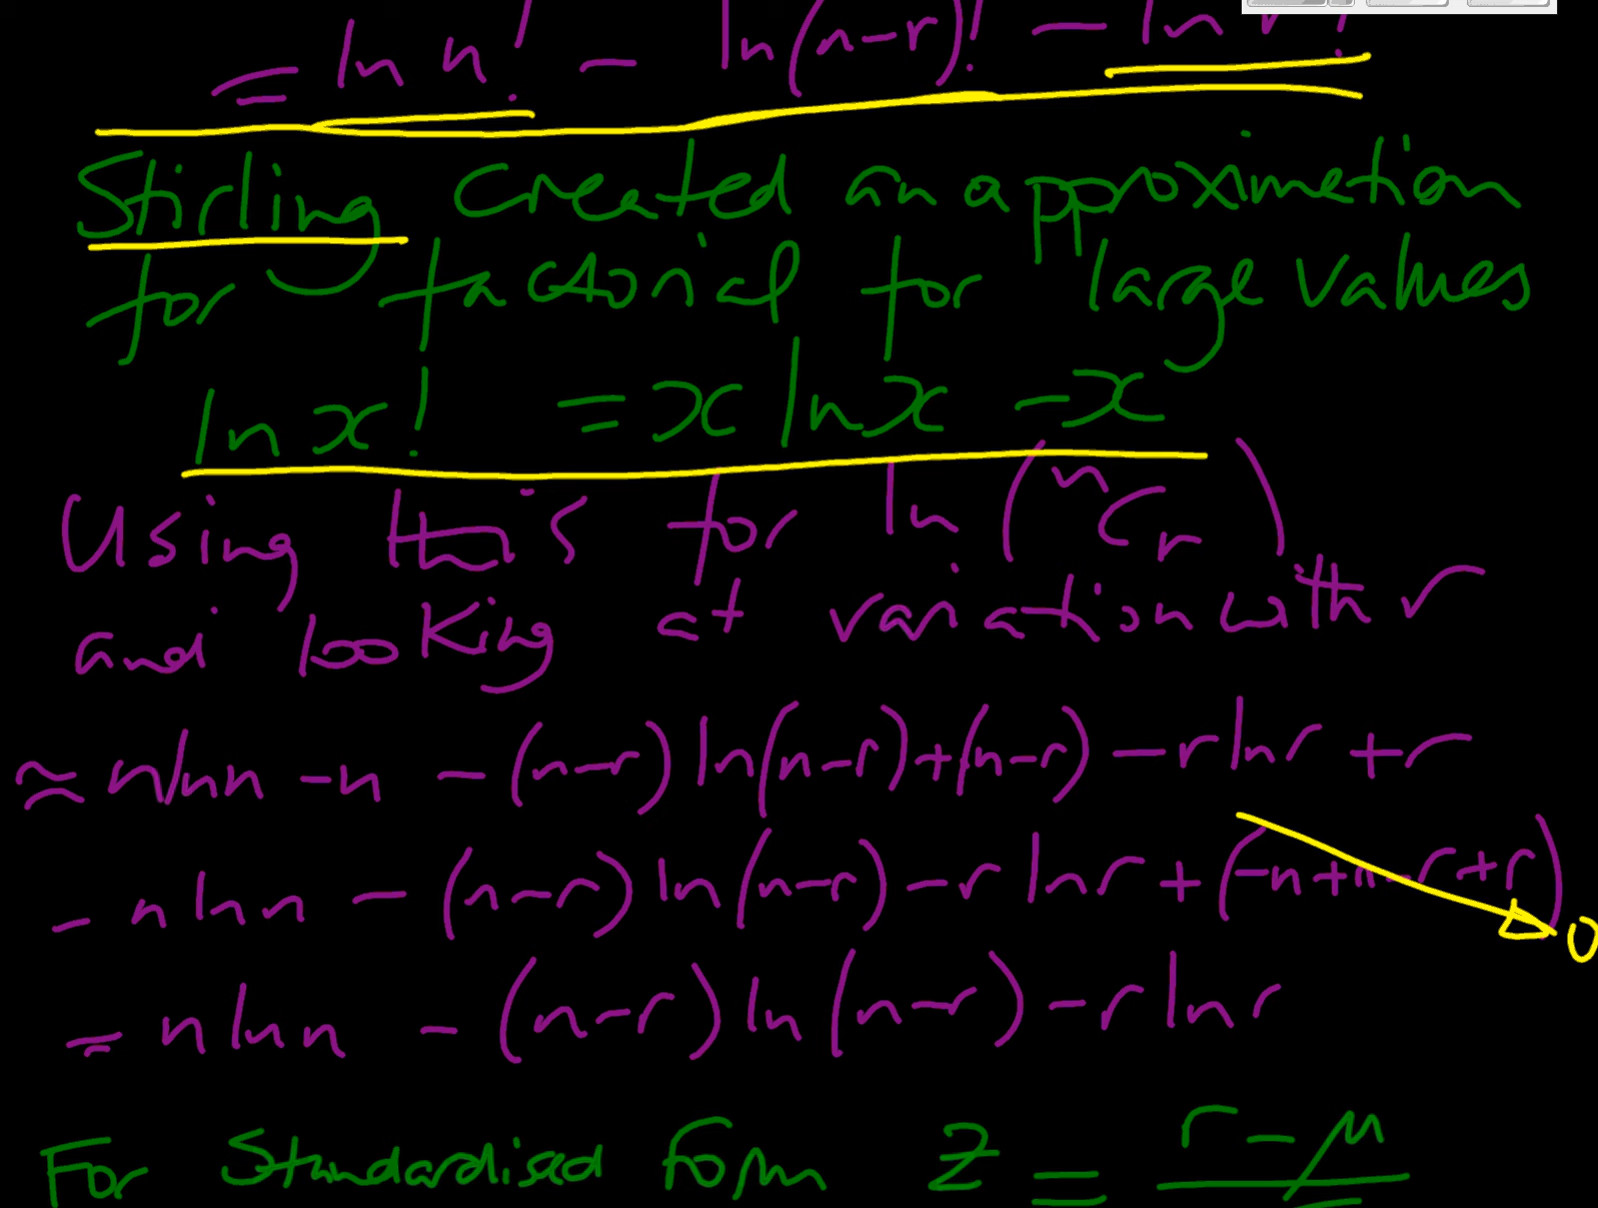 = ln n! - ln(n-r)! - ln r!
Stirling created an approximation
for factorial for large values
ln x! = x ln x - x
Using this for ln (ⁿCᵣ)
and looking at variation with r
≈ n ln n - n - (n-r) ln(n-r) + (n-r) - r ln r + r
- n ln n - (n-r) ln(n-r) - r ln r + (-n+n-r+r) 0
= n ln n - (n-r) ln(n-r) - r ln r
For Standardised form Z = r-μ